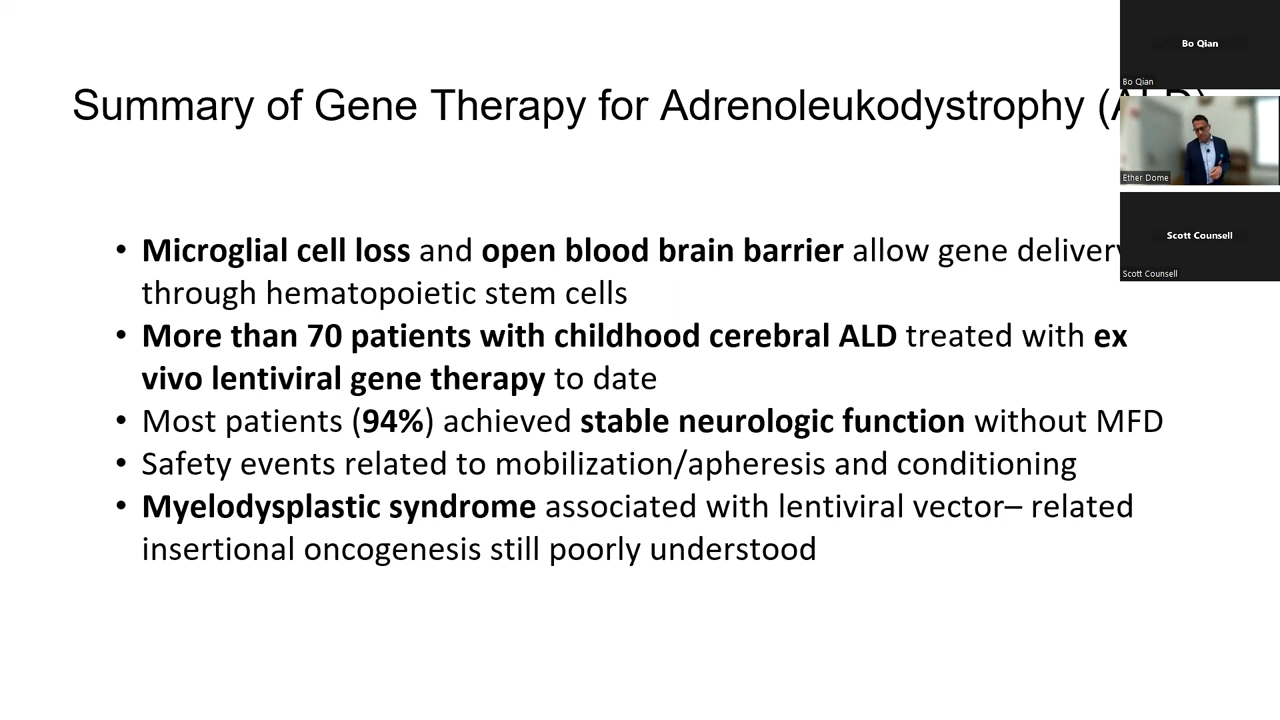 Summary of Gene Therapy for Adrenoleukodystrophy (ALD)
• Microglial cell loss and open blood brain barrier allow gene delivery
through hematopoietic stem cells
• More than 70 patients with childhood cerebral ALD treated with ex
vivo lentiviral gene therapy to date
• Most patients (94%) achieved stable neurologic function without MFD
• Safety events related to mobilization/apheresis and conditioning
• Myelodysplastic syndrome associated with lentiviral vector– related
insertional oncogenesis still poorly understood
Bo Qian
Bo Qian
Ether Dome
Scott Counsell
Scott Counsell